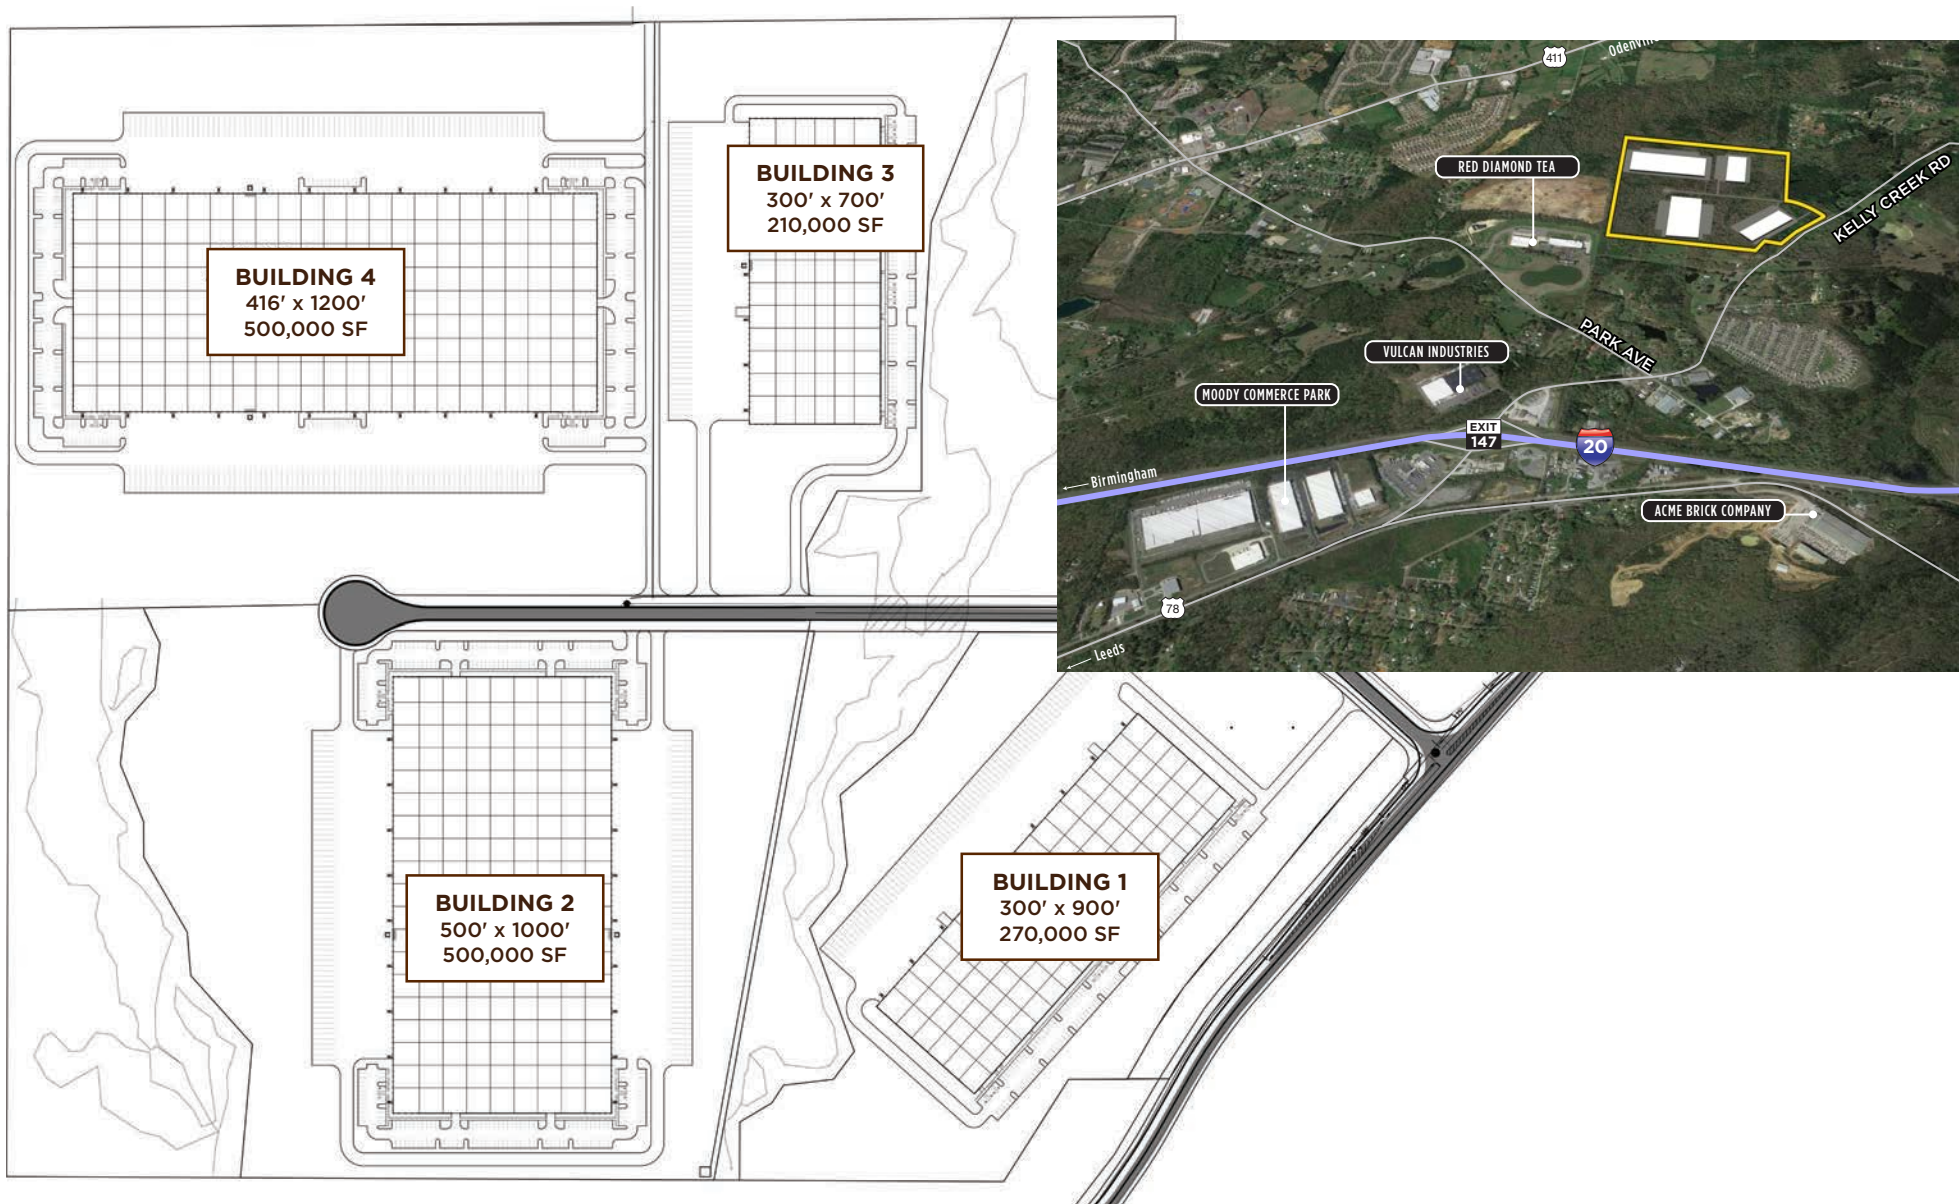 BUILDING 4
416' x 1200'
500,000 SF
BUILDING 3
300' x 700'
210,000 SF
BUILDING 2
500' x 1000'
500,000 SF
BUILDING 1
300' x 900'
270,000 SF
411
RED DIAMOND TEA
KELLY CREEK RD
PARK AVE
VULCAN INDUSTRIES
MOODY COMMERCE PARK
EXIT
147
20
← Birmingham
ACME BRICK COMPANY
78
← Leeds